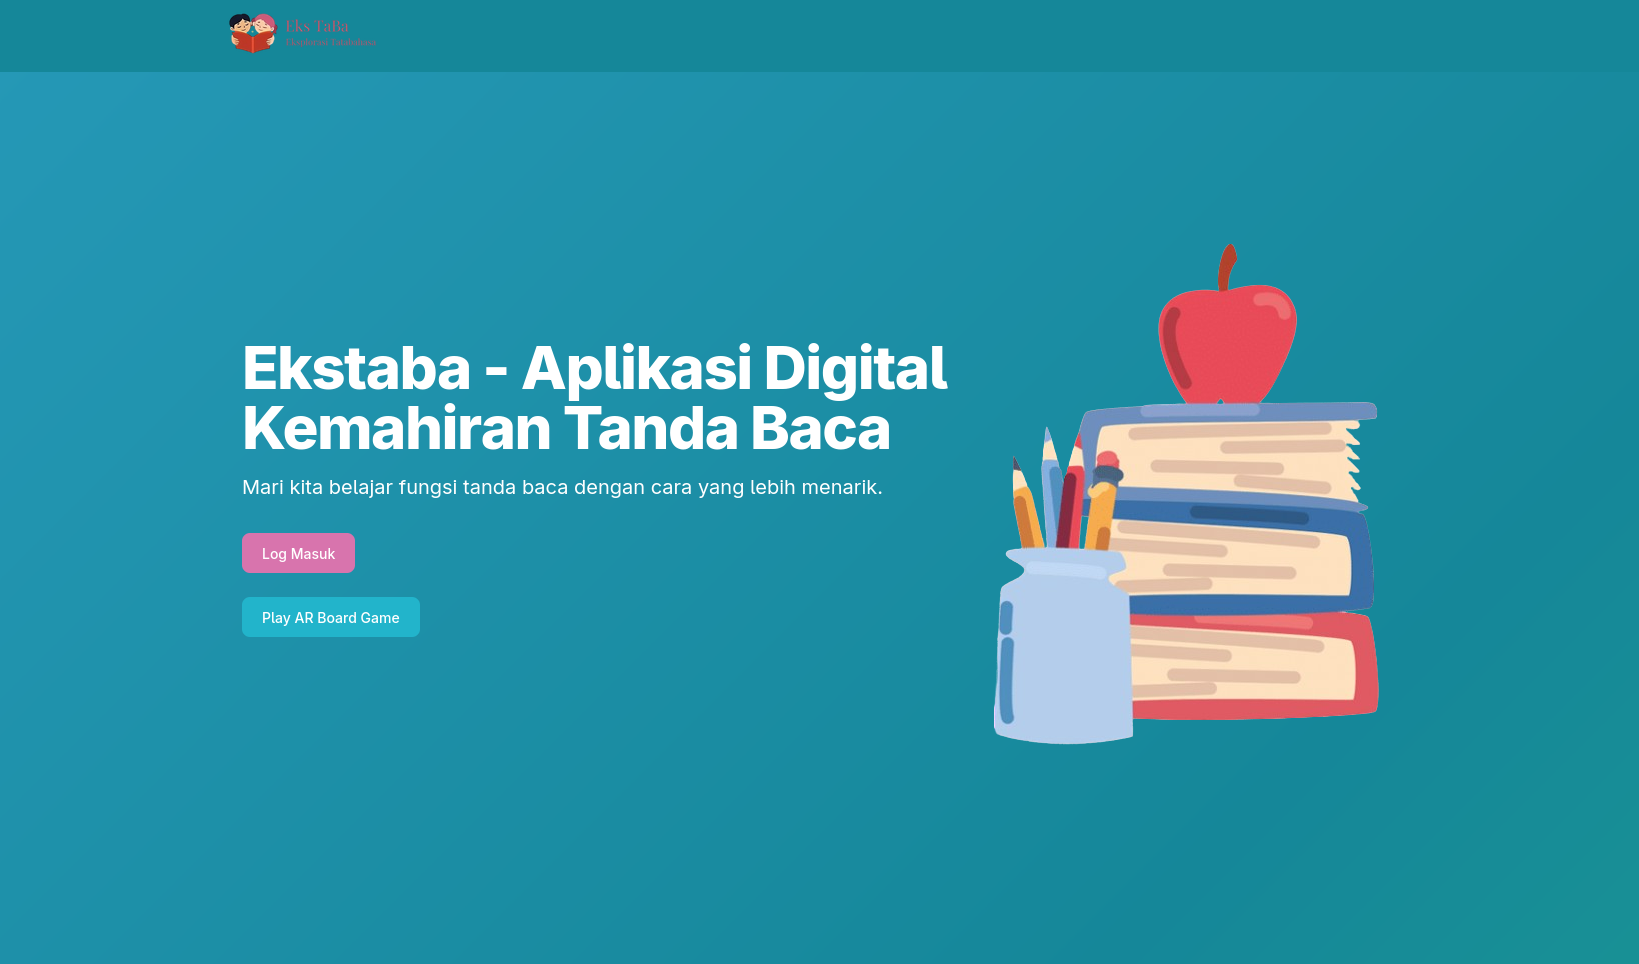 Eks TaBa
Ekstaba - Aplikasi Digital
Kemahiran Tanda Baca
Mari kita belajar fungsi tanda baca dengan cara yang lebih menarik.
Log Masuk
Play AR Board Game